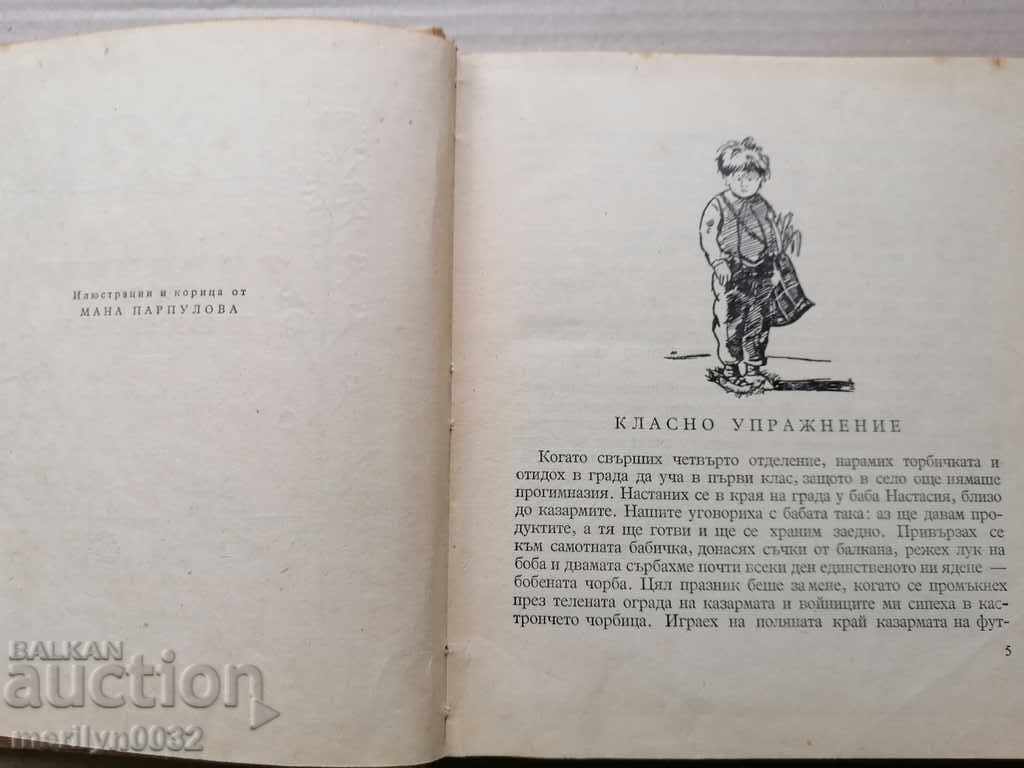 Илюстрации и корица от
МАНА ПАРПУЛОВА
КЛАСНО УПРАЖНЕНИЕ
Когато свърших четвърто отделение, нарамих торбичката и
отидох в града да уча в първи клас, защото в село още нямаше
прогимназия. Настаних се в края на града у баба Настасия, близо
до казармите. Нашите уговориха с бабата така: аз ще давам про-
дуктите, а тя ще готви и ще се храним заедно. Привързах се
към самотната бабичка, донасях съчки от балкана, режех лук на
боба и двамата сърбахме почти всеки ден единственото ни ядене —
бобената чорба. Цял празник беше за мене, когато се промъкнех
през телената ограда на казармата и войниците ми сипеха в кас-
трончето чорбица. Играех на поляната край казармата на фут-
5
BALKAN
auction
merilyn0032